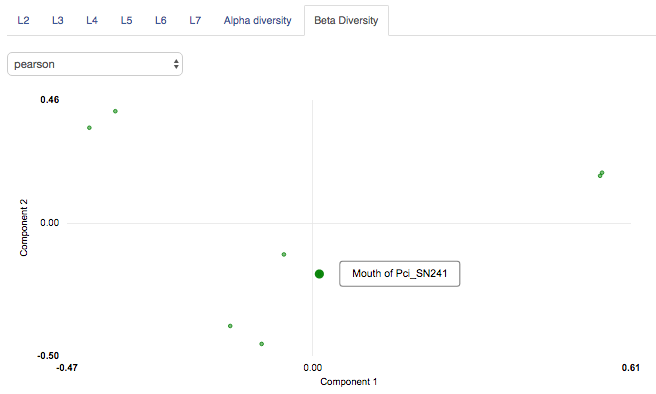 L2 L3 L4 L5 L6 L7 Alpha diversity Beta Diversity
pearson
0.46
0.00
Component 2
Mouth of Pci_SN241
-0.50
-0.47 0.00 0.61
Component 1